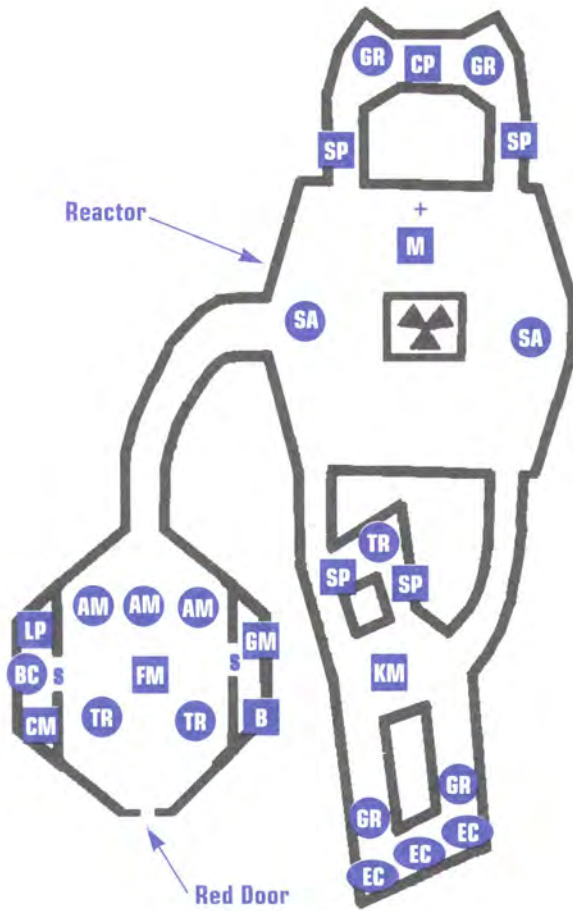 GR CP GR
SP SP
Reactor
+
M
SA SA
TR
SP SP
AM AM AM
LP GM
BC S FM S KM
CM TR TR B
GR GR
EC EC EC
Red Door